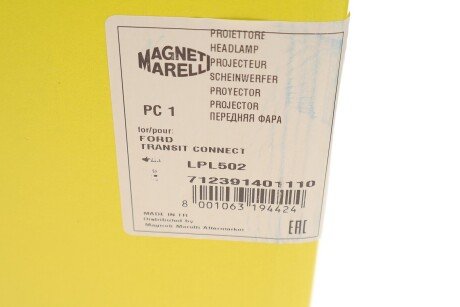 MAGNETI
MARELLI
PROIETTORE
HEADLAMP
PROJECTEUR
SCHEINWERFER
PROYECTOR
PROJECTOR
ПЕРЕДНЯЯ ФАРА
PC 1
for/pour:
FORD
TRANSIT CONNECT
LPL502
712391401110
8 001063 194424
MADE IN
Distributed by
Magneti Marelli Aftermarket
EAC